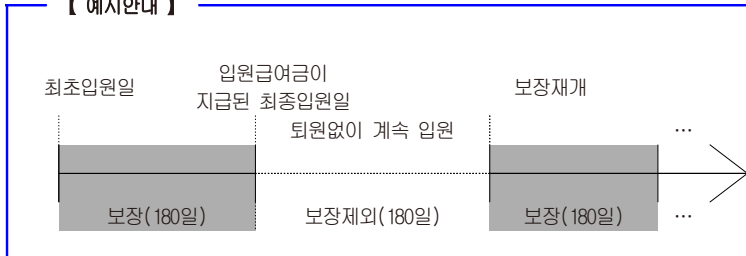 【 예시안내 】
최초입원일
입원급여금이
지급된 최종입원일
보장재개
퇴원없이 계속 입원
…
보장(180일)
보장제외(180일)
보장(180일)
…